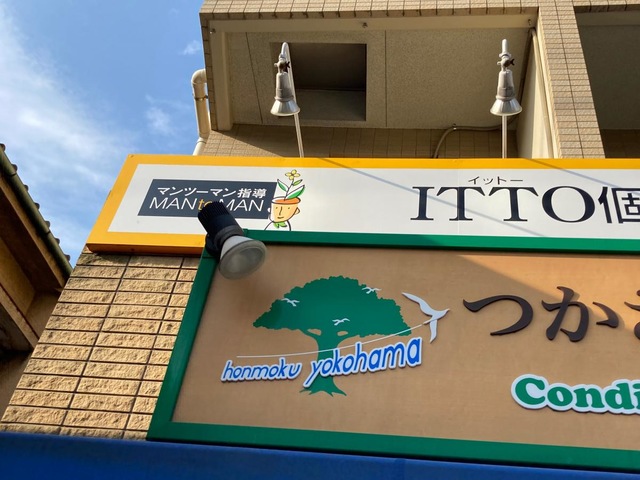 マンツーマン指導
MAN to MAN
イットー
ITTO個
つか
honmoku yokohama
Condi